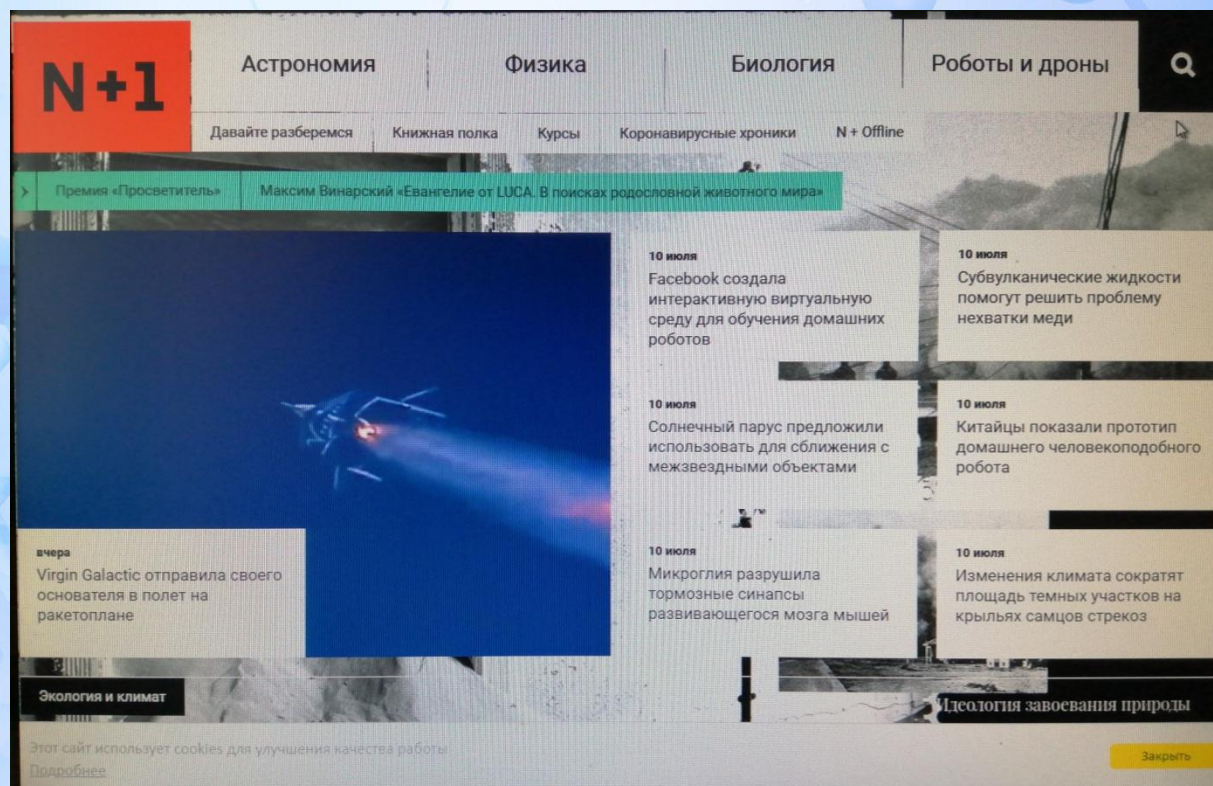 N+1
Астрономия
Физика
Биология
Роботы и дроны
Давайте разберемся
Книжная полка
Курсы
Коронавирусные хроники
N + Offline
Премия «Просветитель»
Максим Винарский «Евангелие от LUCA. В поисках родословной животного мира»
вчера
Virgin Galactic отправила своего
основателя в полет на
ракетоплане
10 июля
Facebook создала
интерактивную виртуальную
среду для обучения домашних
роботов
10 июля
Субвулканические жидкости
помогут решить проблему
нехватки меди
10 июля
Солнечный парус предложили
использовать для сближения с
межзвездными объектами
10 июля
Китайцы показали прототип
домашнего человекоподобного
робота
10 июля
Микроглия разрушила
тормозные синапсы
развивающегося мозга мышей
10 июля
Изменения климата сократят
площадь темных участков на
крыльях самцов стрекоз
Экология и климат
Идеология завоевания природы
Этот сайт использует cookies для улучшения качества работы
Подробнее
Закрыть